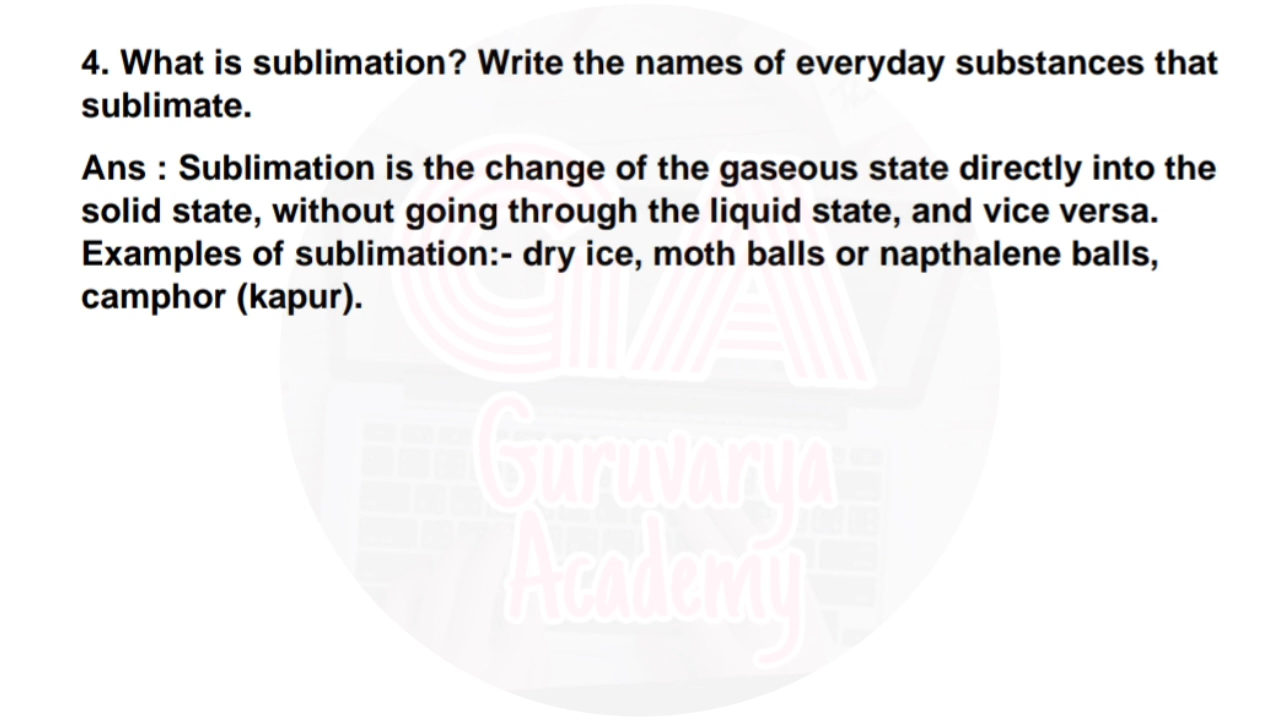 4. What is sublimation? Write the names of everyday substances that
sublimate.
Ans : Sublimation is the change of the gaseous state directly into the
solid state, without going through the liquid state, and vice versa.
Examples of sublimation:- dry ice, moth balls or napthalene balls,
camphor (kapur).
GA
Guruvarya
Academy